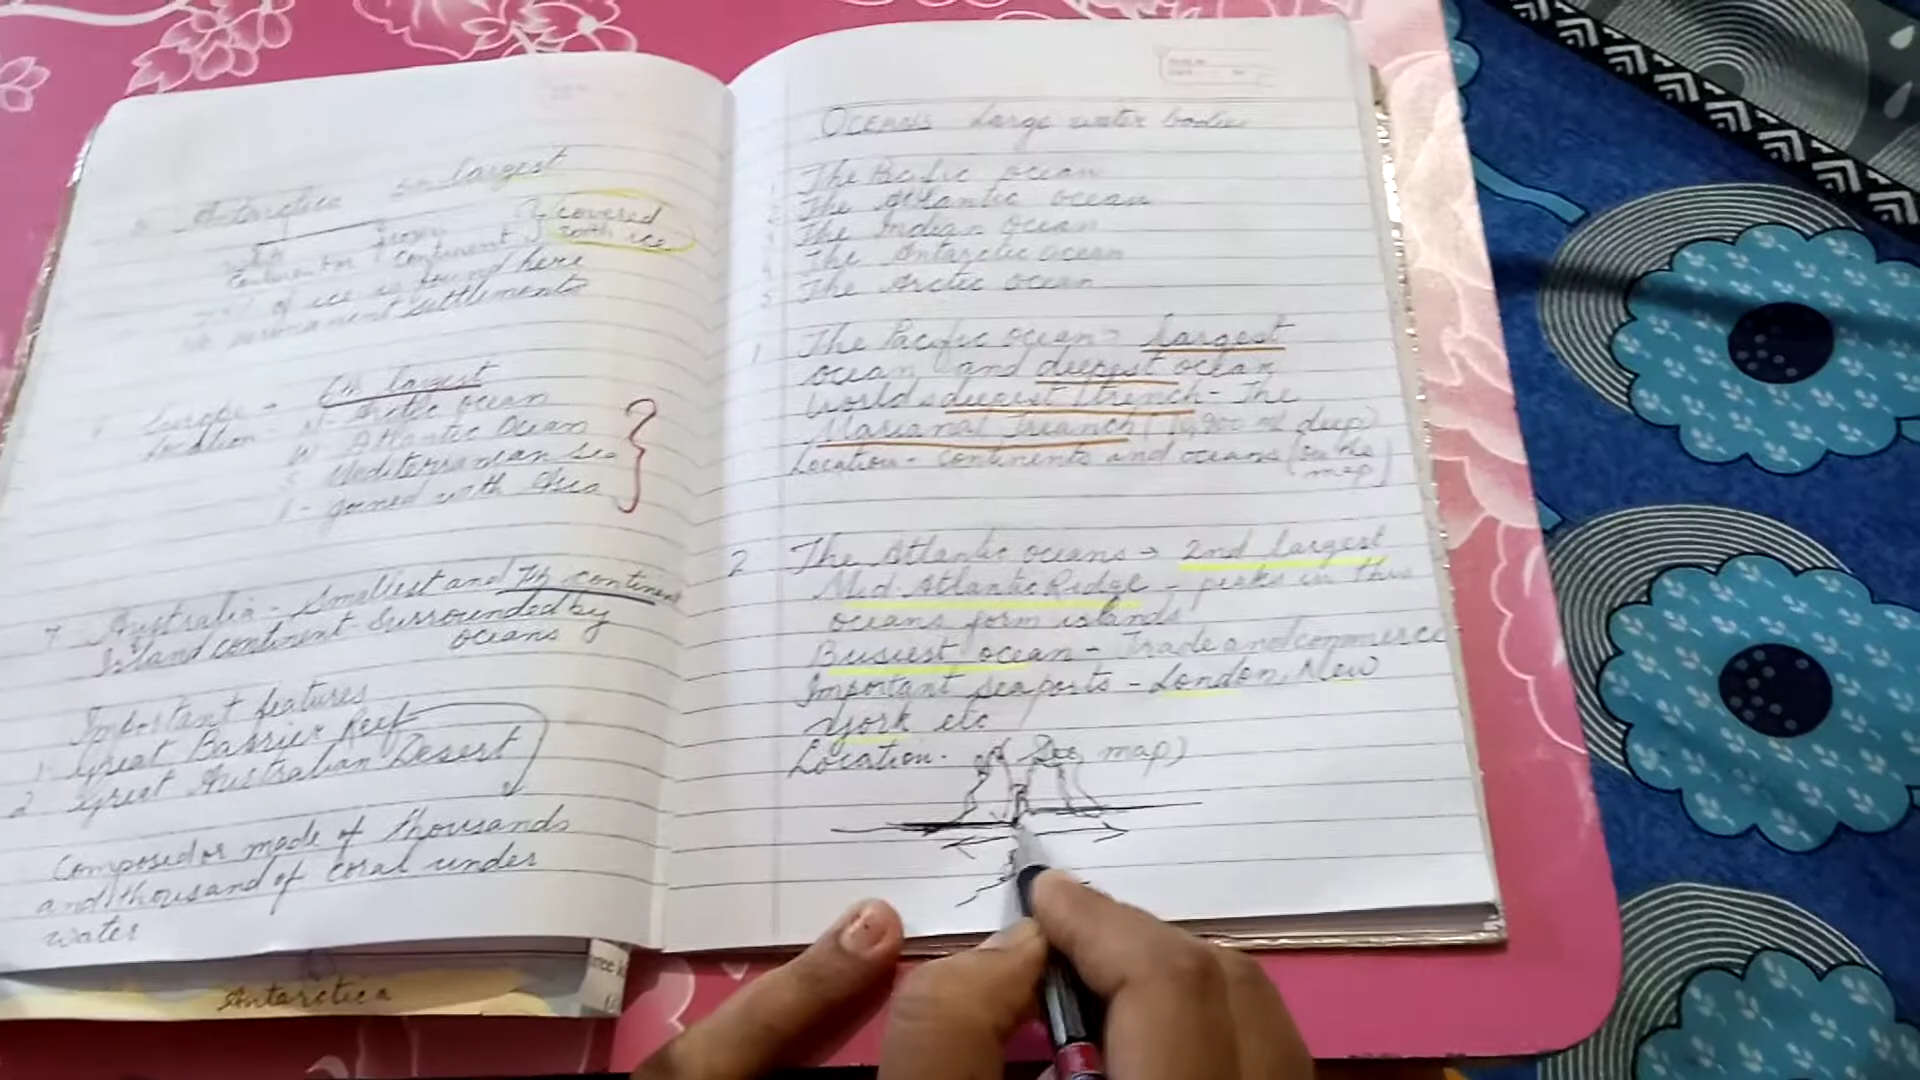 5 Antarctica 5th largest
Frozen
continent
covered
with ice
of ice is found here
No permanent settlements
6 Europe - 6th largest
Location - N - Arctic ocean
W Atlantic Ocean
S Mediterranean Sea
joined with Asia
7 Australia - Smallest and 7th continent
Island continent Surrounded by
oceans
Important features
1 Great Barrier Reef
2 Great Australian Desert
Composed or made of thousands
and thousand of coral under
water
Antarctica
OCEANS Large water bodies
1 The Pacific ocean
2 The Atlantic ocean
3 The Indian ocean
4 The Antarctic ocean
5 The Arctic ocean
1 The Pacific ocean - largest
ocean and deepest ocean
World's deepest Trench - The
Location - continents and oceans (on the
map)
2 The Atlantic oceans → 2nd largest
Mid. Atlantic Redge - peaks in this
oceans form islands
Busiest ocean - Trade and commerce
Important seaports - London, New
York etc
Location - (See map)